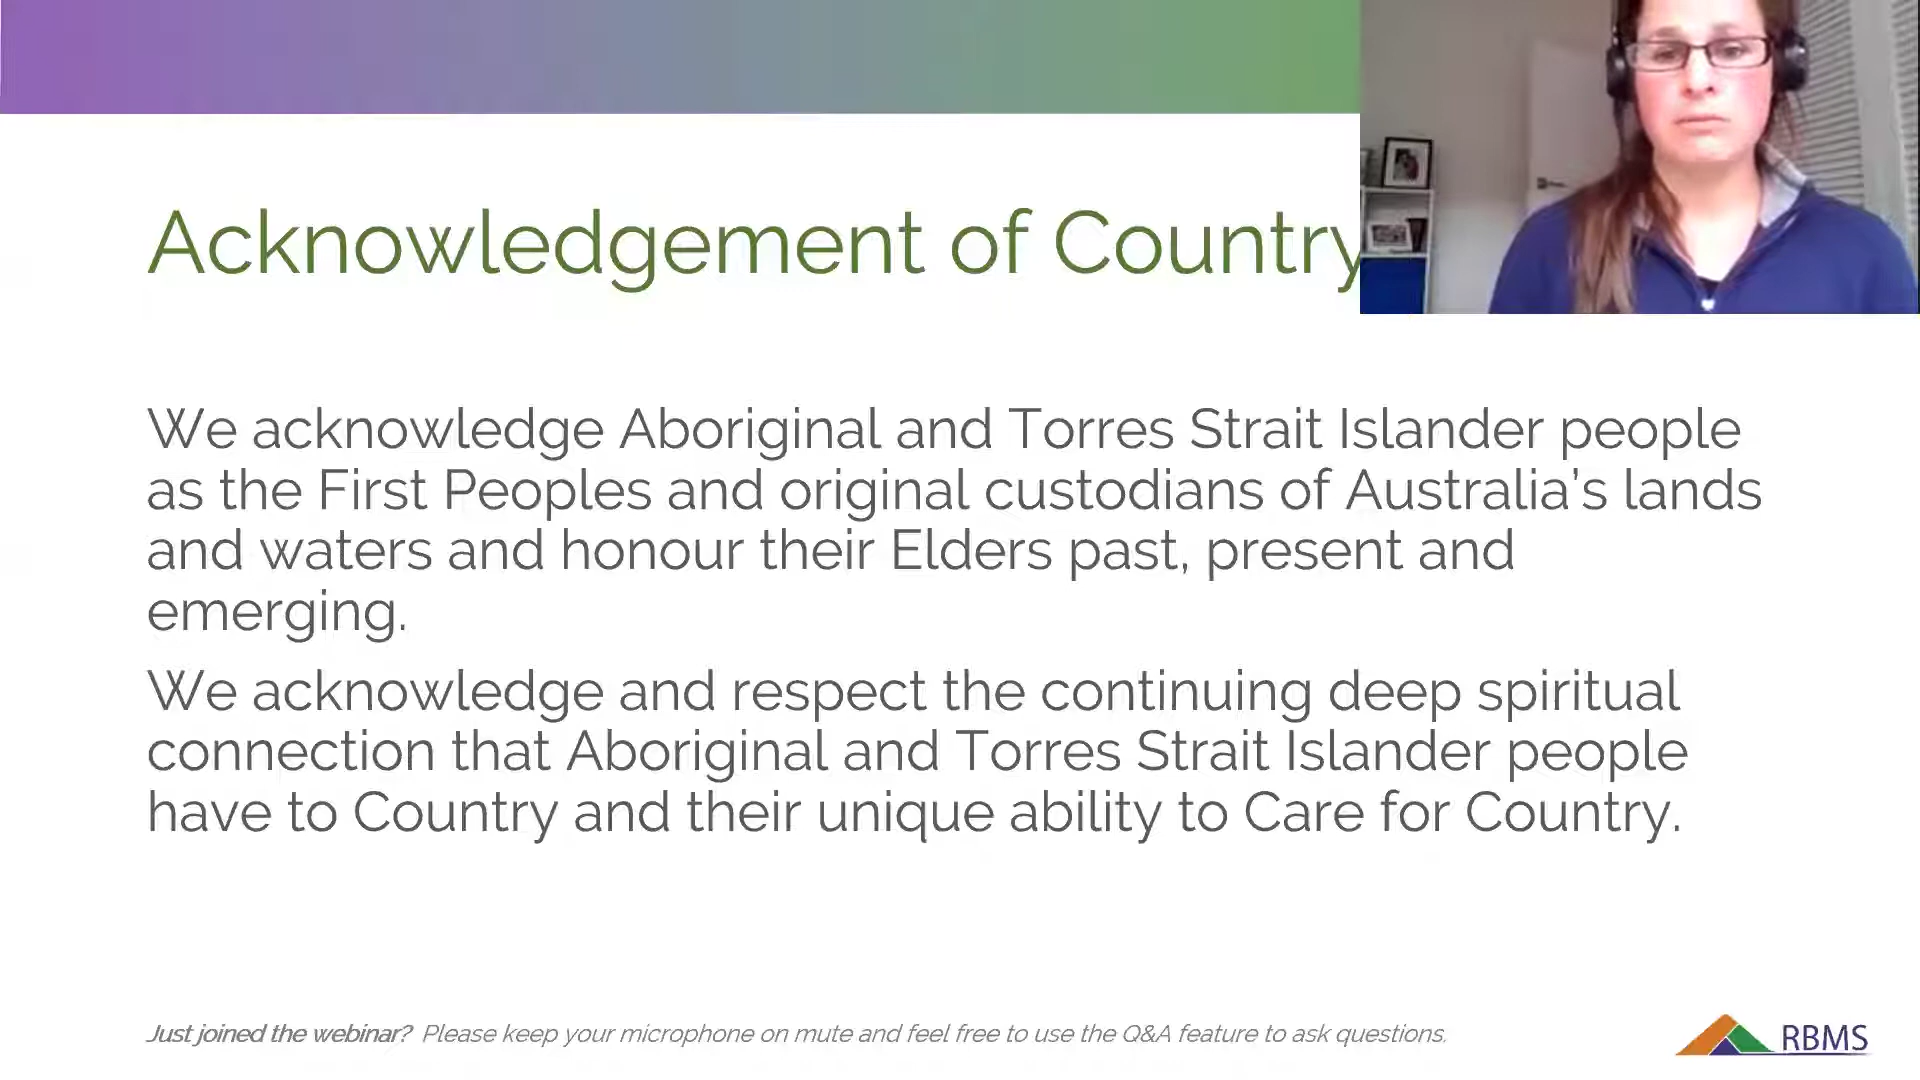 Acknowledgement of Country
We acknowledge Aboriginal and Torres Strait Islander people
as the First Peoples and original custodians of Australia's lands
and waters and honour their Elders past, present and
emerging.
We acknowledge and respect the continuing deep spiritual
connection that Aboriginal and Torres Strait Islander people
have to Country and their unique ability to Care for Country.
Just joined the webinar? Please keep your microphone on mute and feel free to use the Q&A feature to ask questions.
RBMS